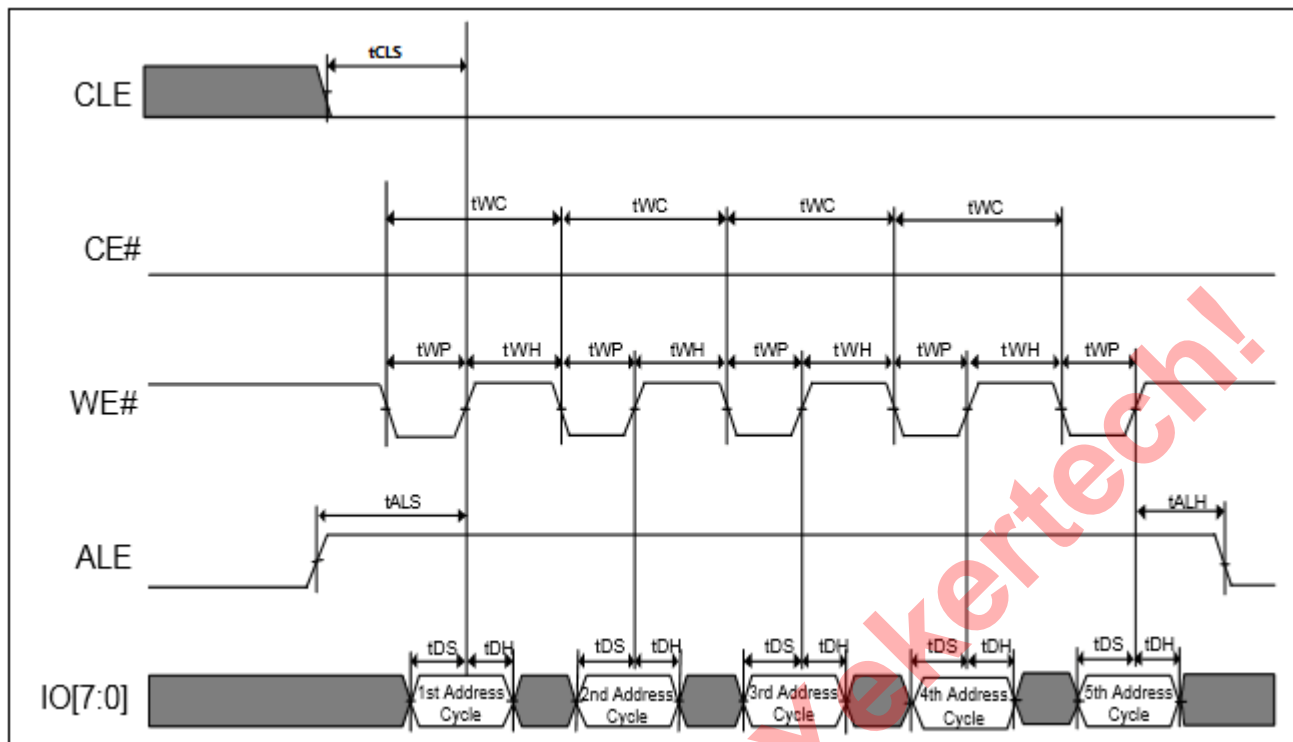 tCLS
CLE
tWC tWC tWC tWC
CE#
tWP tWH tWP tWH tWP tWH tWP tWH tWP
WE#
tALS tALH
ALE
tDS tDH tDS tDH tDS tDH tDS tDH tDS tDH
IO[7:0]
1st Address Cycle
2nd Address Cycle
3rd Address Cycle
4th Address Cycle
5th Address Cycle
ekertech!